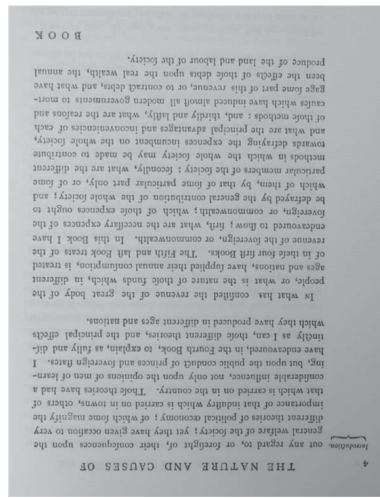 4 THE NATURE AND CAUSES OF
Introduction.
out any regard to, or foresight of, their consequences upon the
general welfare of the society; yet they have given occasion to very
different theories of political economy; of which some magnify the
importance of that industry which is carried on in towns, others of
that which is carried on in the country. Those theories have had a
considerable influence, not only upon the opinions of men of learn-
ing, but upon the public conduct of princes and sovereign states. I
have endeavoured, in the Fourth Book, to explain, as fully and dis-
tinctly as I can, those different theories, and the principal effects
which they have produced in different ages and nations.
IN what has consisted the revenue of the great body of the
people, or what is the nature of those funds which, in different
ages and nations, have supplied their annual consumption, is treated
of in these four first Books. The Fifth and last Book treats of the
revenue of the sovereign, or commonwealth. In this Book I have
endeavoured to show; first, what are the necessary expences of the
sovereign, or commonwealth; which of those expences ought to
be defrayed by the general contribution of the whole society; and
which of them, by that of some particular part only, or of some
particular members of the society: secondly, what are the different
methods in which the whole society may be made to contribute
towards defraying the expences incumbent on the whole society,
and what are the principal advantages and inconveniencies of each
of those methods: and, thirdly and lastly, what are the reasons and
causes which have induced almost all modern governments to mort-
gage some part of this revenue, or to contract debts, and what have
been the effects of those debts upon the real wealth, the annual
produce of the land and labour of the society.
BOOK